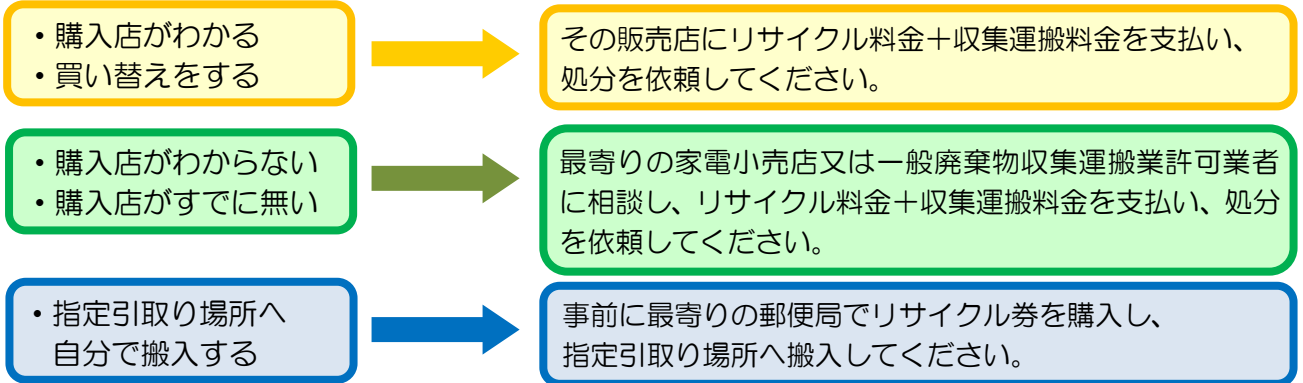 ・購入店がわかる
・買い替えをする
その販売店にリサイクル料金＋収集運搬料金を支払い、
処分を依頼してください。
・購入店がわからない
・購入店がすでに無い
最寄りの家電小売店又は一般廃棄物収集運搬業許可業者
に相談し、リサイクル料金＋収集運搬料金を支払い、処分
を依頼してください。
・指定引取り場所へ
自分で搬入する
事前に最寄りの郵便局でリサイクル券を購入し、
指定引取り場所へ搬入してください。